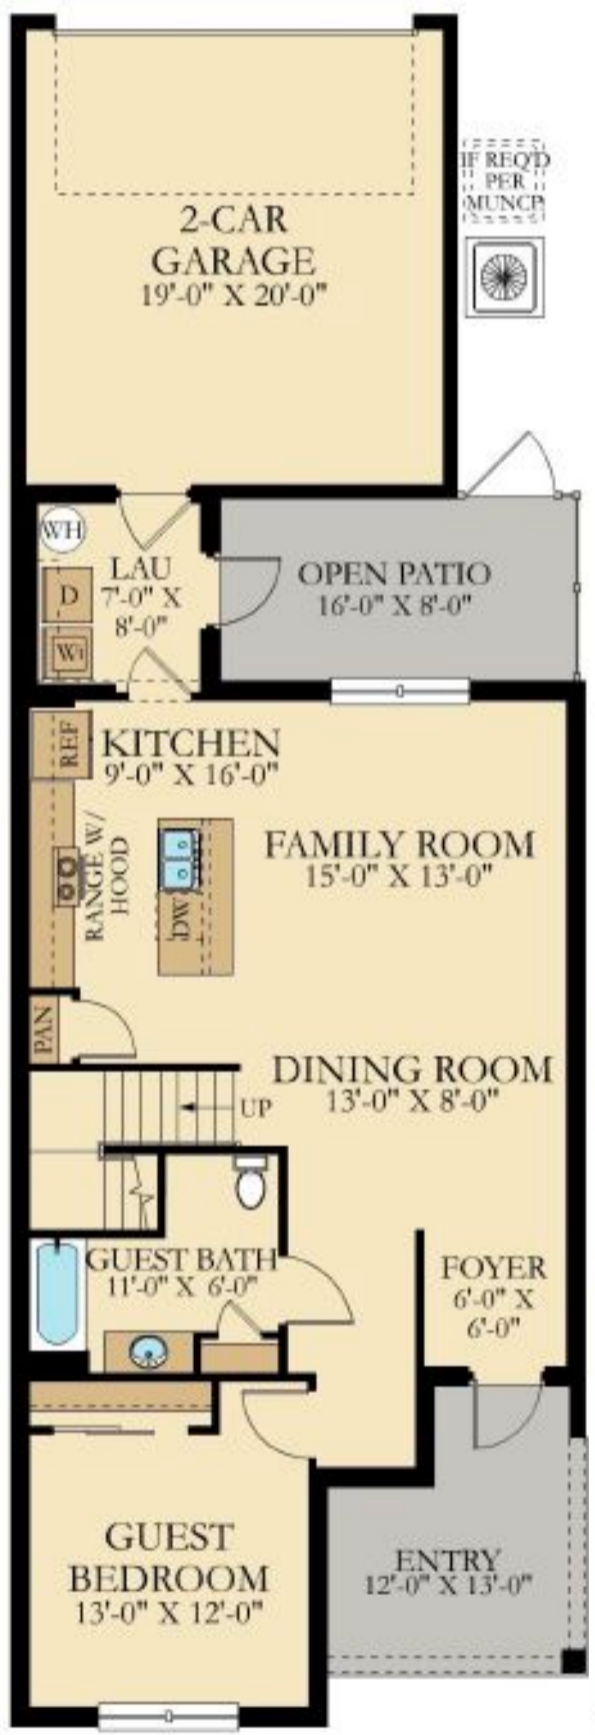 IF REQ'D
PER
MUNCP.
2-CAR
GARAGE
19'-0" X 20'-0"
WH
LAU
7'-0" X
8'-0"
D
W
OPEN PATIO
16'-0" X 8'-0"
REF
KITCHEN
9'-0" X 16'-0"
RANGE W/
HOOD
DW
FAMILY ROOM
15'-0" X 13'-0"
PAN
DINING ROOM
13'-0" X 8'-0"
UP
GUEST BATH
11'-0" X 6'-0"
FOYER
6'-0" X
6'-0"
GUEST
BEDROOM
13'-0" X 12'-0"
ENTRY
12'-0" X 13'-0"